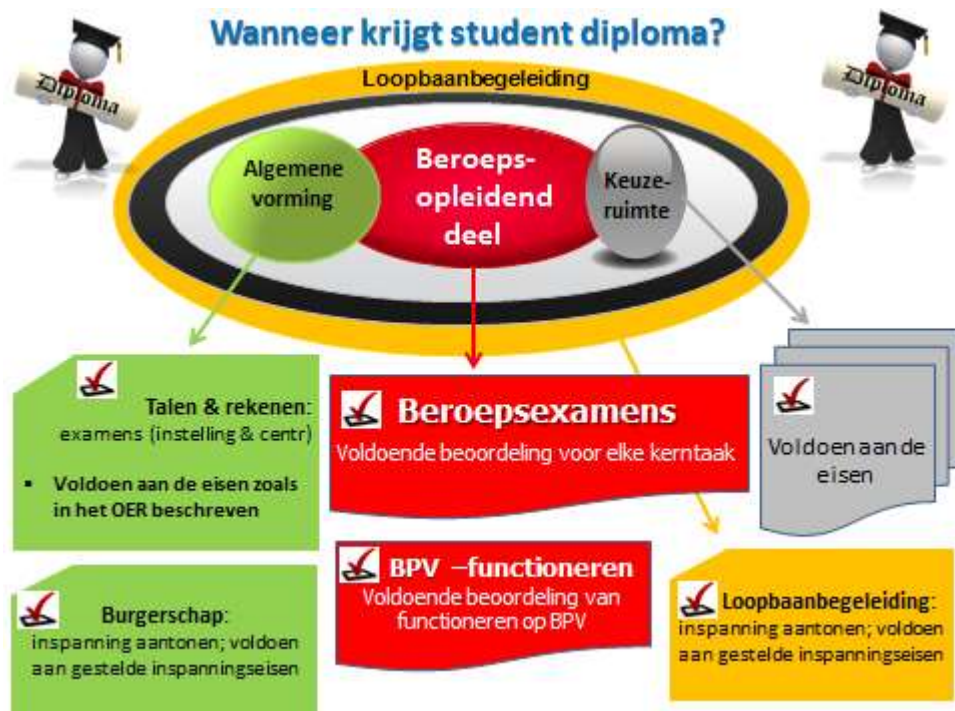 Wanneer krijgt student diploma?
Diploma
Diploma
Loopbaanbegeleiding
Algemene
vorming
Beroeps-
opleidend
deel
Keuze-
ruimte
Talen & rekenen:
examens (instelling & centr)
▪ Voldoen aan de eisen zoals
in het OER beschreven
Beroepsexamens
Voldoende beoordeling voor elke kerntaak
Voldoen aan de
eisen
Burgerschap:
inspanning aantonen; voldoen
aan gestelde inspanningseisen
BPV –functioneren
Voldoende beoordeling van
functioneren op BPV
Loopbaanbegeleiding:
inspanning aantonen; voldoen
aan gestelde inspanningseisen